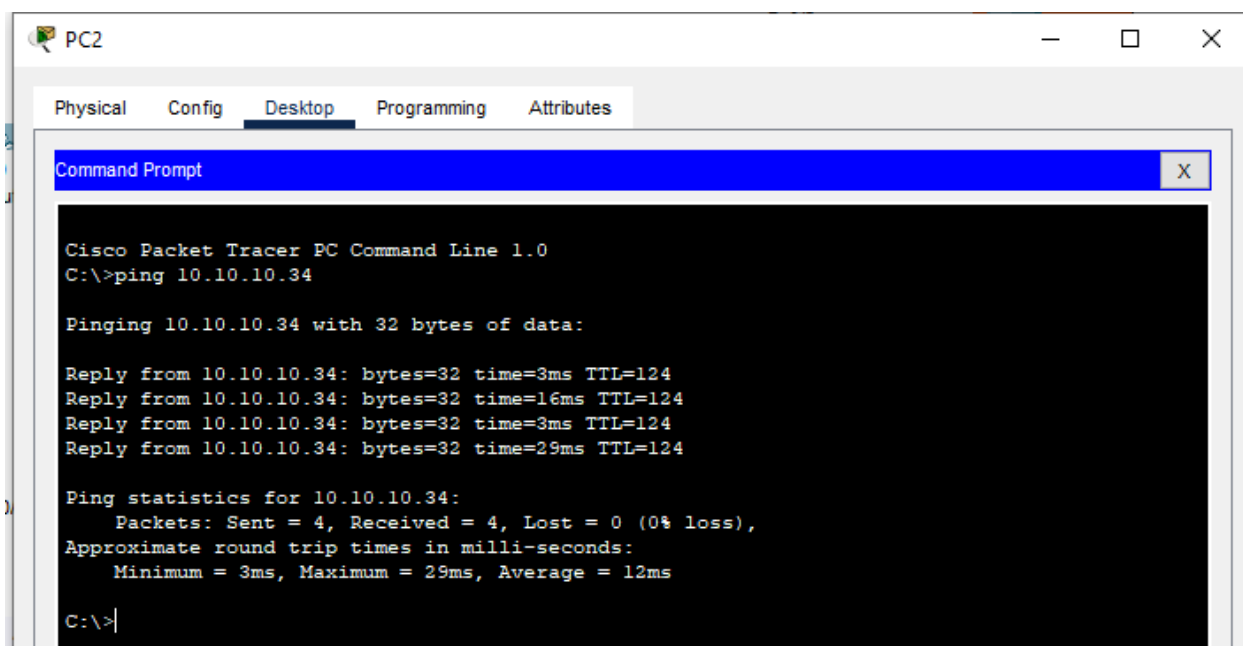 PC2
Physical Config Desktop Programming Attributes
Command Prompt X
Cisco Packet Tracer PC Command Line 1.0
C:\>ping 10.10.10.34
Pinging 10.10.10.34 with 32 bytes of data:
Reply from 10.10.10.34: bytes=32 time=3ms TTL=124
Reply from 10.10.10.34: bytes=32 time=16ms TTL=124
Reply from 10.10.10.34: bytes=32 time=3ms TTL=124
Reply from 10.10.10.34: bytes=32 time=29ms TTL=124
Ping statistics for 10.10.10.34:
Packets: Sent = 4, Received = 4, Lost = 0 (0% loss),
Approximate round trip times in milli-seconds:
Minimum = 3ms, Maximum = 29ms, Average = 12ms
C:\>